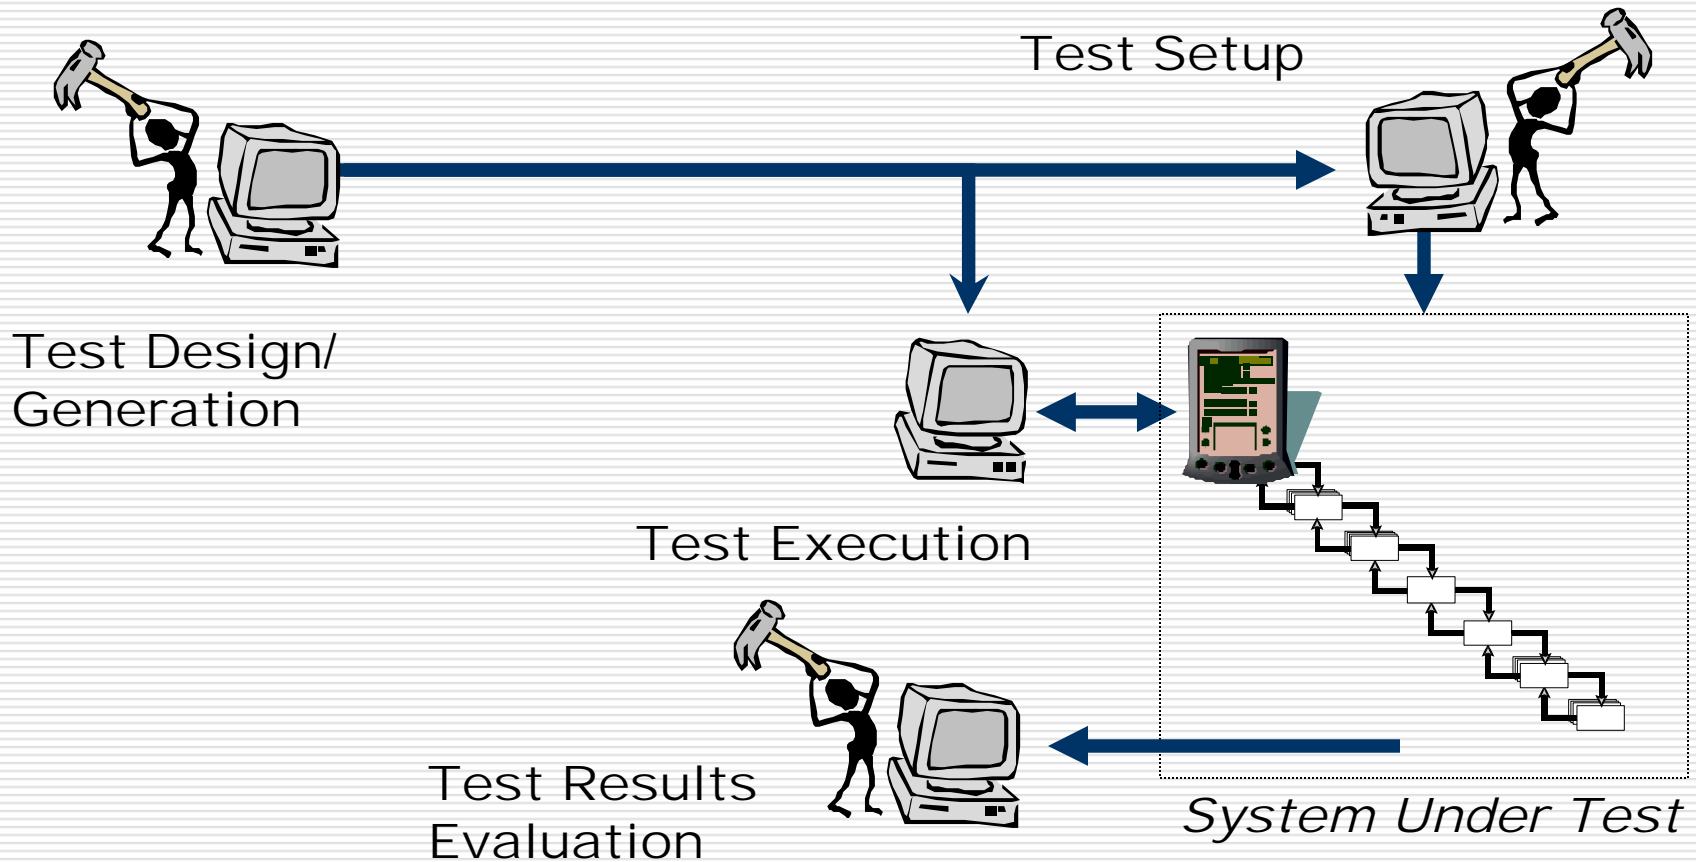 Test Setup
Test Design/
Generation
Test Execution
Test Results
Evaluation
System Under Test